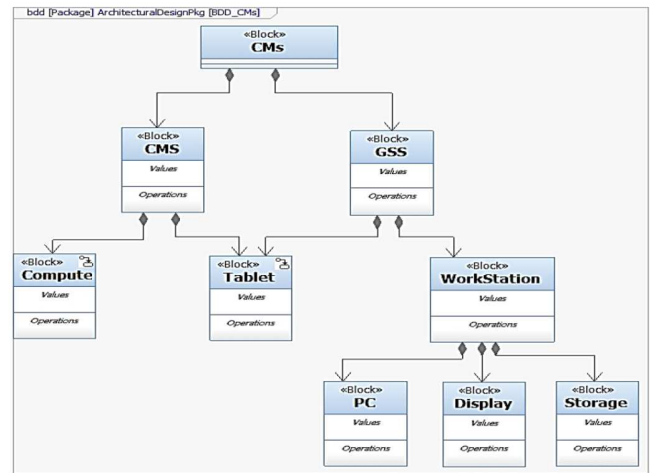 bdd [Package] ArchitecturalDesignPkg [BDD_CMs]
«Block»
CMs
«Block»
CMS
Values
Operations
«Block»
GSS
Values
Operations
«Block»
Compute
Values
Operations
«Block»
Tablet
Values
Operations
«Block»
WorkStation
Values
Operations
«Block»
PC
Values
Operations
«Block»
Display
Values
Operations
«Block»
Storage
Values
Operations